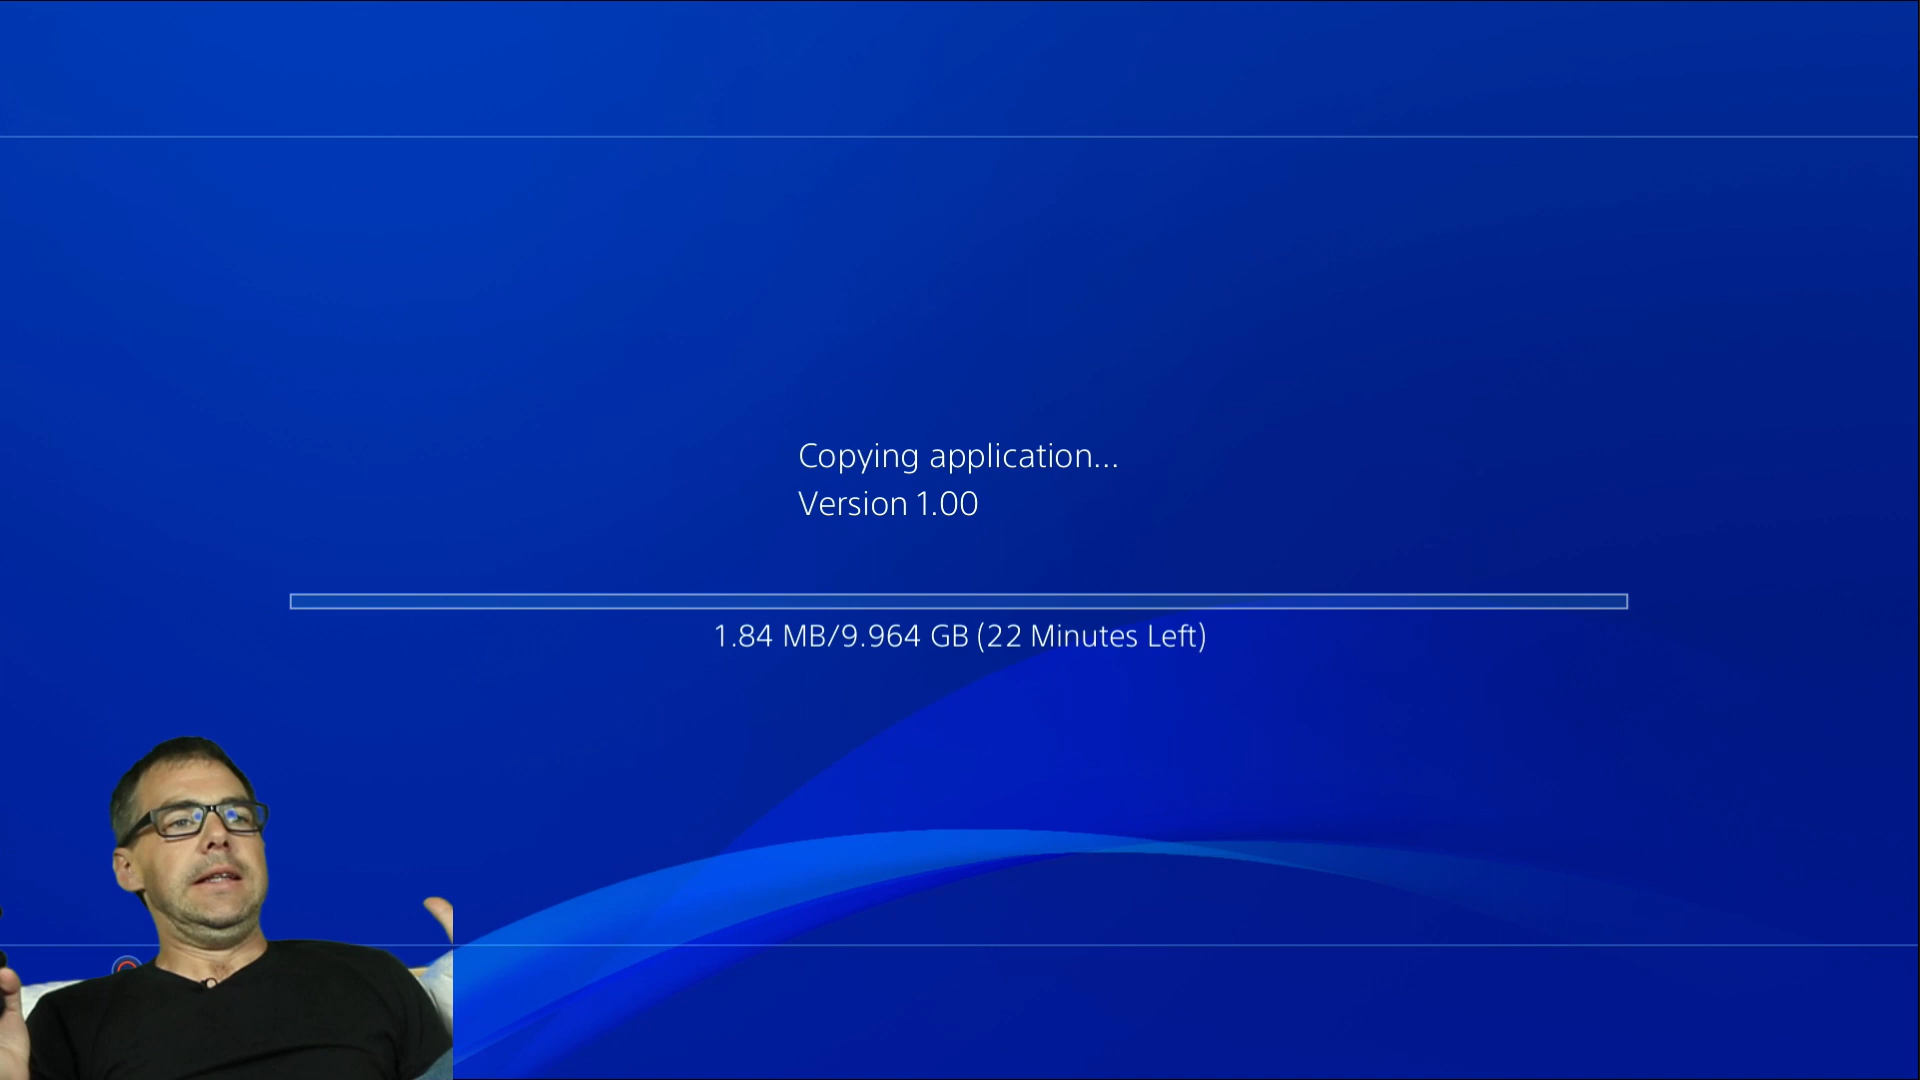 Copying application...
Version 1.00
1.84 MB/9.964 GB (22 Minutes Left)